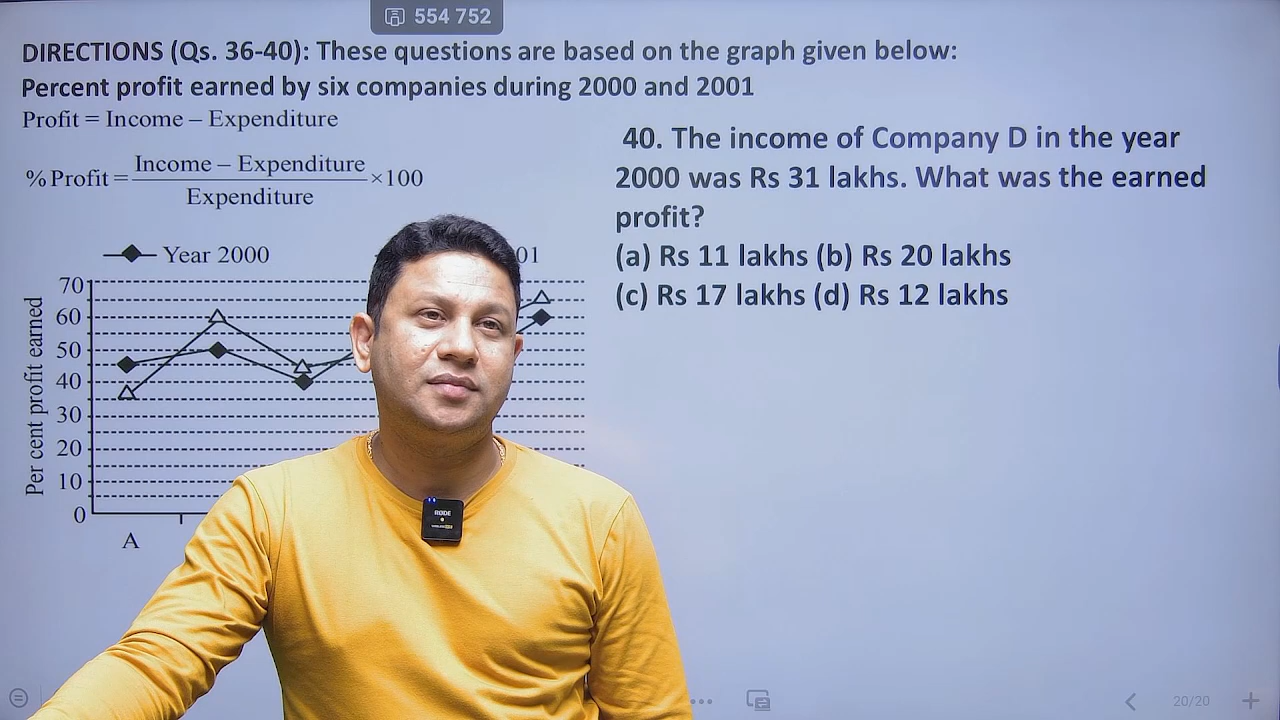 554 752
DIRECTIONS (Qs. 36-40): These questions are based on the graph given below:
Percent profit earned by six companies during 2000 and 2001
Profit = Income – Expenditure
% Profit = Income – Expenditure / Expenditure ×100
Year 2000
01
70
60
50
40
30
20
10
0
Per cent profit earned
A
40. The income of Company D in the year
2000 was Rs 31 lakhs. What was the earned
profit?
(a) Rs 11 lakhs (b) Rs 20 lakhs
(c) Rs 17 lakhs (d) Rs 12 lakhs
RØDE
20/20